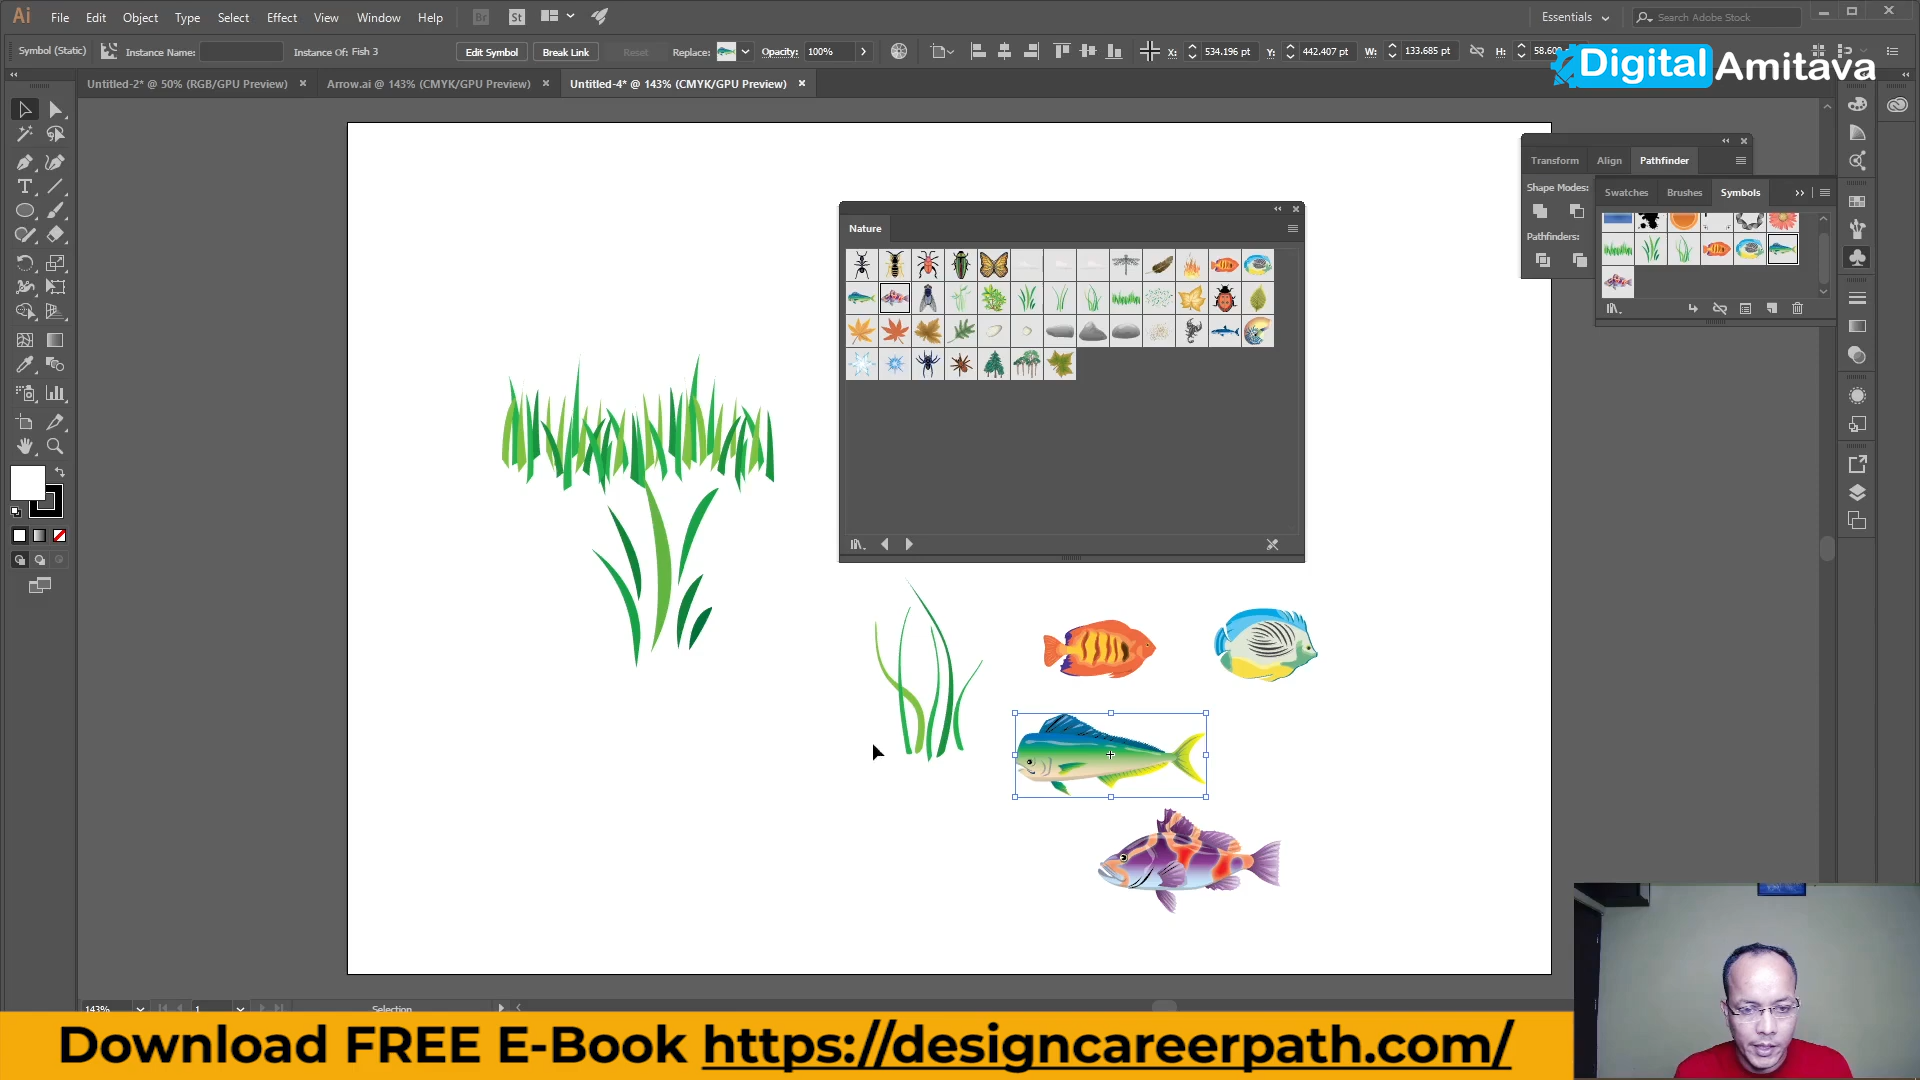 Ai File Edit Object Type Select Effect View Window Help Br St Essentials Search Adobe Stock
Symbol (Static) Instance Name: Instance Of: Fish 3 Edit Symbol Break Link Reset Replace: Opacity: 100% X: 534.196 pt Y: 442.407 pt W: 133.685 pt H:
Digital Amitava
Untitled-2* @ 50% (RGB/GPU Preview) Arrow.ai @ 143% (CMYK/GPU Preview) Untitled-4* @ 143% (CMYK/GPU Preview)
Transform Align Pathfinder
Shape Modes:
Swatches Brushes Symbols
Pathfinders:
Nature
143% 1 Selection
Download FREE E-Book https://designcareerpath.com/